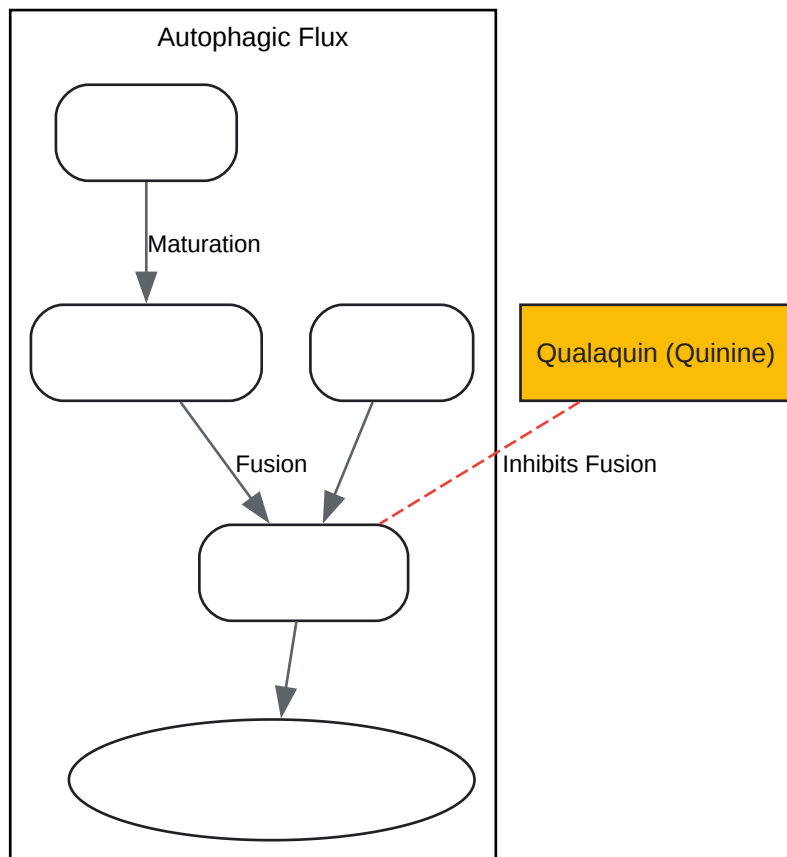 Autophagic Flux
Maturation
Qualaquin (Quinine)
Fusion
Inhibits Fusion